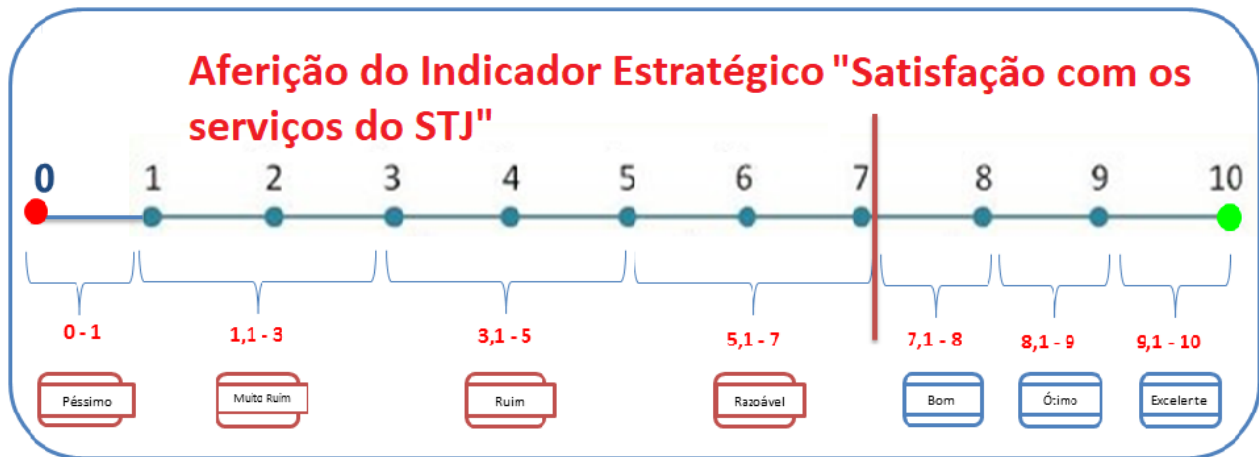 Aferição do Indicador Estratégico "Satisfação com os
serviços do STJ"
0 1 2 3 4 5 6 7 8 9 10
0 - 1 1,1 - 3 3,1 - 5 5,1 - 7 7,1 - 8 8,1 - 9 9,1 - 10
Péssimo Muito Ruim Ruim Razoável Bom Ótimo Excelerte